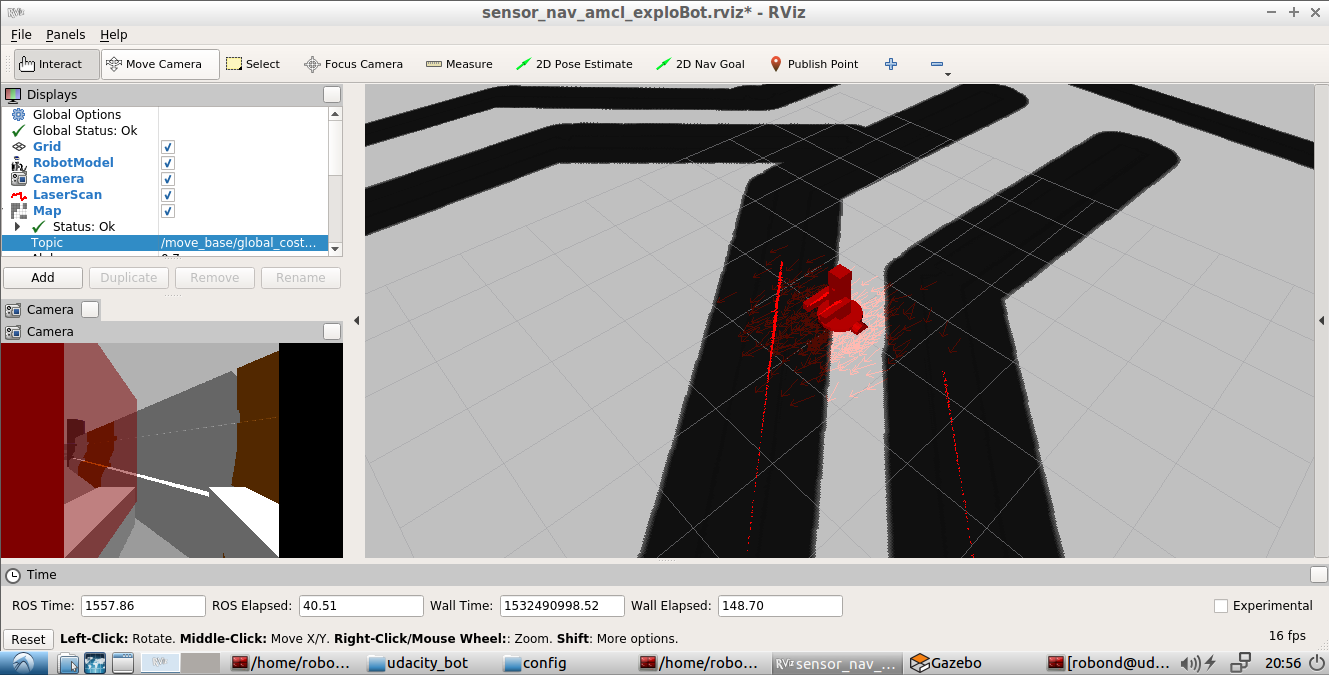 sensor_nav_amcl_exploBot.rviz* - RViz
File Panels Help
Interact Move Camera Select Focus Camera Measure 2D Pose Estimate 2D Nav Goal Publish Point
Displays
Global Options
Global Status: Ok
Grid
RobotModel
Camera
LaserScan
Map
Status: Ok
Topic /move_base/global_cost...
Add Duplicate Remove Rename
Camera
Camera
Time
ROS Time: 1557.86 ROS Elapsed: 40.51 Wall Time: 1532490998.52 Wall Elapsed: 148.70 Experimental
Reset Left-Click: Rotate. Middle-Click: Move X/Y. Right-Click/Mouse Wheel:: Zoom. Shift: More options. 16 fps
RViz /home/robo... udacity_bot config /home/robo... RViz sensor_nav_... Gazebo [robond@ud... 20:56